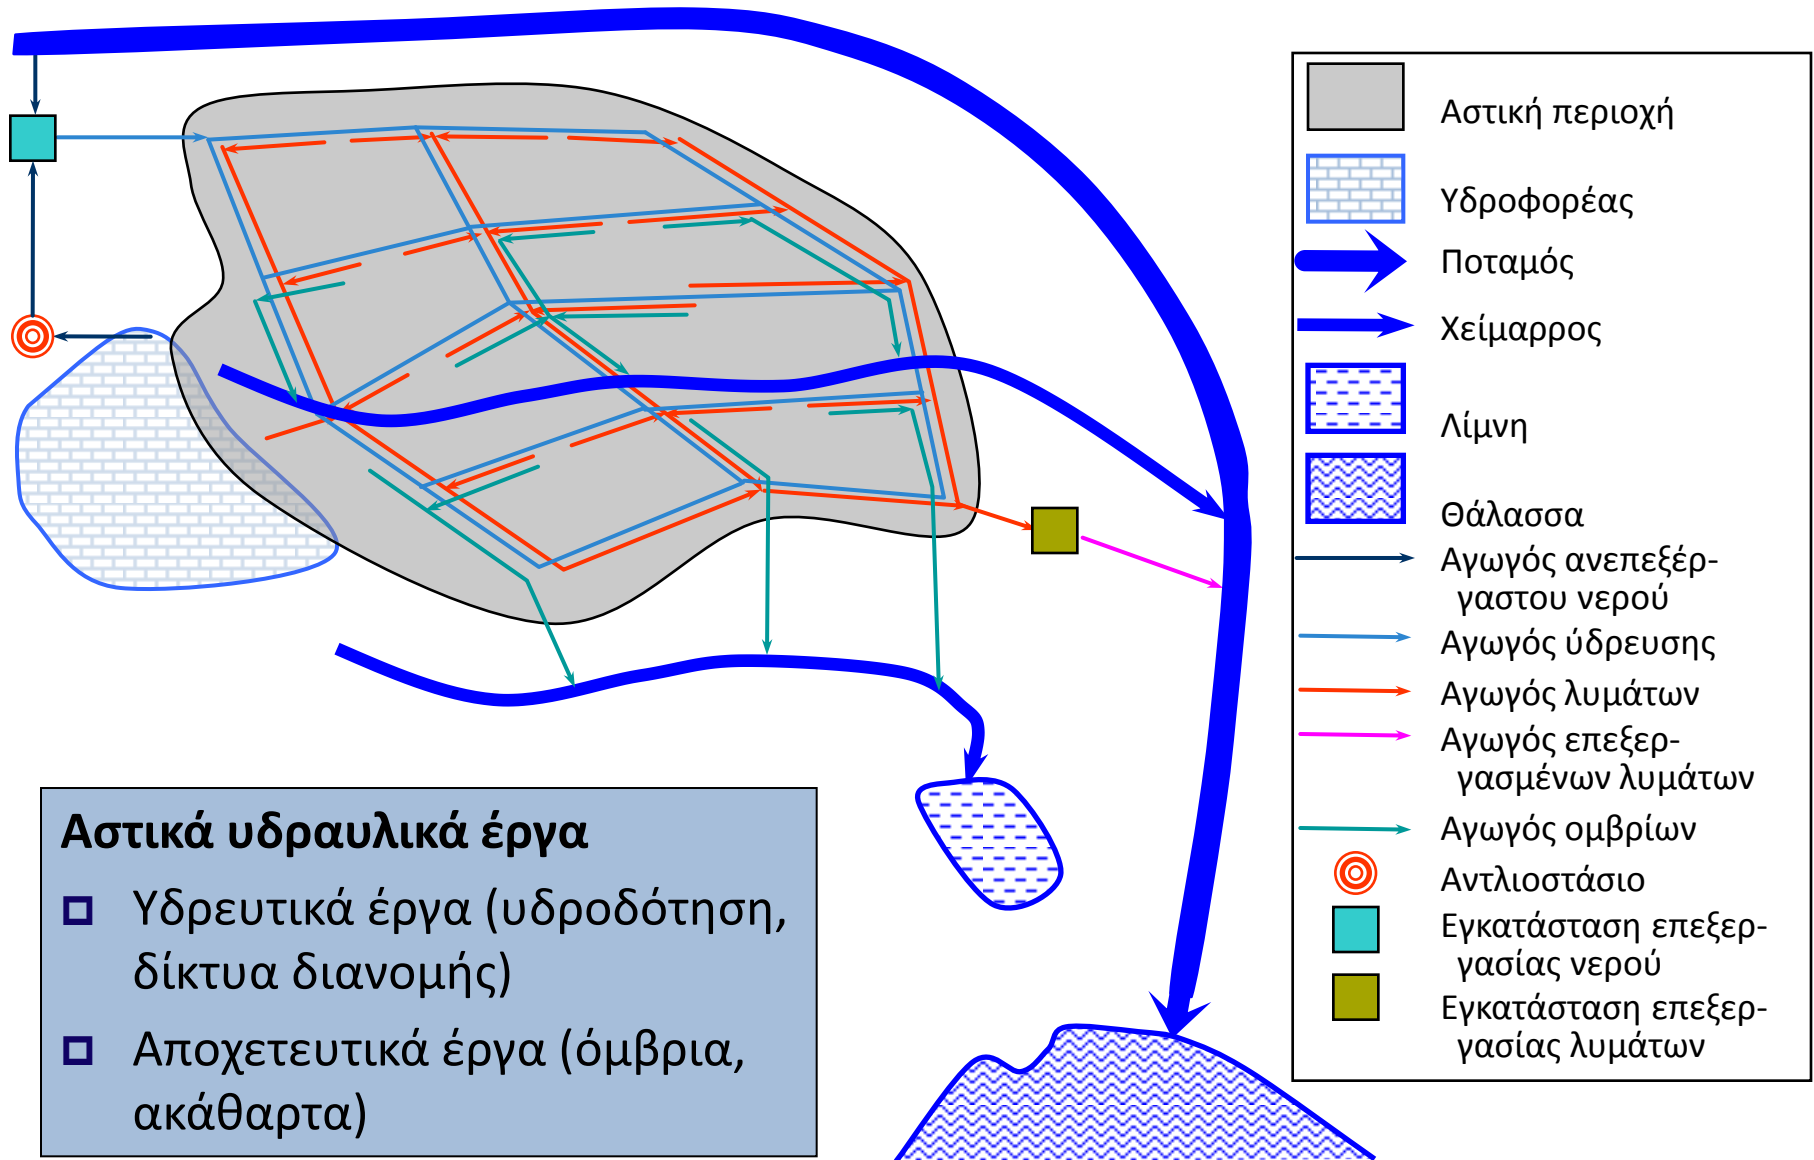 Αστική περιοχή
Υδροφορέας
Ποταμός
Χείμαρρος
Λίμνη
Θάλασσα
Αγωγός ανεπεξέρ-
γαστου νερού
Αγωγός ύδρευσης
Αγωγός λυμάτων
Αγωγός επεξερ-
γασμένων λυμάτων
Αγωγός ομβρίων
Αντλιοστάσιο
Εγκατάσταση επεξερ-
γασίας νερού
Εγκατάσταση επεξερ-
γασίας λυμάτων
Αστικά υδραυλικά έργα
Υδρευτικά έργα (υδροδότηση,
δίκτυα διανομής)
Αποχετευτικά έργα (όμβρια,
ακάθαρτα)